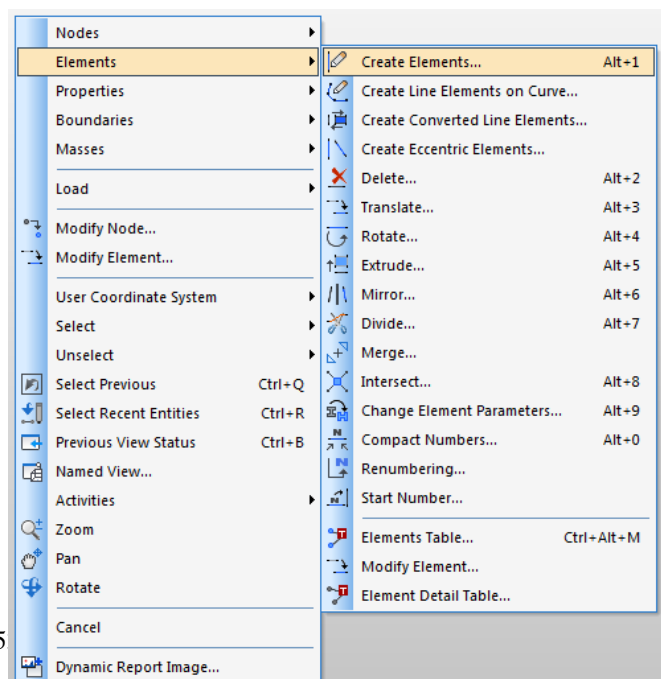 Nodes
Elements
Properties
Boundaries
Masses
Load
Modify Node...
Modify Element...
User Coordinate System
Select
Unselect
Select Previous Ctrl+Q
Select Recent Entities Ctrl+R
Previous View Status Ctrl+B
Named View...
Activities
Zoom
Pan
Rotate
Cancel
Dynamic Report Image...
Create Elements... Alt+1
Create Line Elements on Curve...
Create Converted Line Elements...
Create Eccentric Elements...
Delete... Alt+2
Translate... Alt+3
Rotate... Alt+4
Extrude... Alt+5
Mirror... Alt+6
Divide... Alt+7
Merge...
Intersect... Alt+8
Change Element Parameters... Alt+9
Compact Numbers... Alt+0
Renumbering...
Start Number...
Elements Table... Ctrl+Alt+M
Modify Element...
Element Detail Table...
5